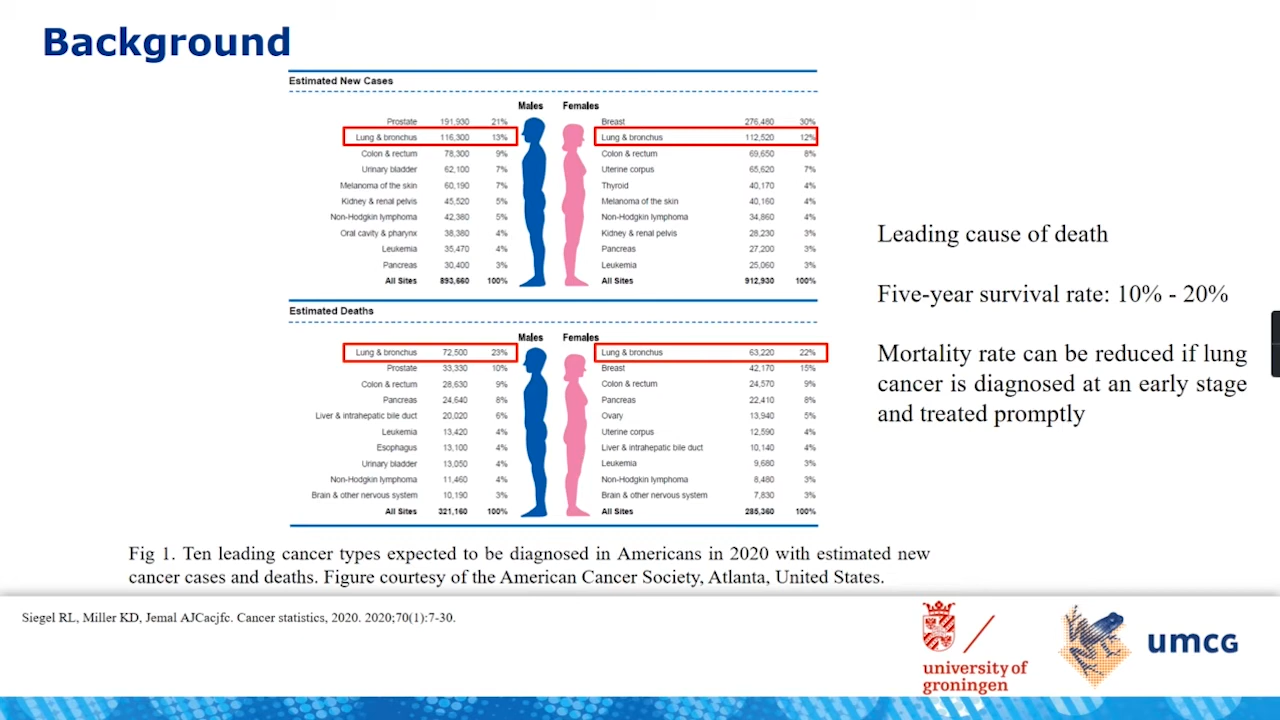 Background
Estimated New Cases
Males Females
Prostate 191,930 21% Breast 276,480 30%
Lung & bronchus 116,300 13% Lung & bronchus 112,520 12%
Colon & rectum 78,300 9% Colon & rectum 69,650 8%
Urinary bladder 62,100 7% Uterine corpus 65,620 7%
Melanoma of the skin 60,190 7% Thyroid 40,170 4%
Kidney & renal pelvis 45,520 5% Melanoma of the skin 40,160 4%
Non-Hodgkin lymphoma 42,380 5% Non-Hodgkin lymphoma 34,860 4%
Oral cavity & pharynx 38,380 4% Kidney & renal pelvis 28,230 3%
Leukemia 35,470 4% Pancreas 27,200 3%
Pancreas 30,400 3% Leukemia 25,060 3%
All Sites 893,660 100% All Sites 912,930 100%
Estimated Deaths
Males Females
Lung & bronchus 72,500 23% Lung & bronchus 63,220 22%
Prostate 33,330 10% Breast 42,170 15%
Colon & rectum 28,630 9% Colon & rectum 24,570 9%
Pancreas 24,640 8% Pancreas 22,410 8%
Liver & intrahepatic bile duct 20,020 6% Ovary 13,940 5%
Leukemia 13,420 4% Uterine corpus 12,590 4%
Esophagus 13,100 4% Liver & intrahepatic bile duct 10,140 4%
Urinary bladder 13,050 4% Leukemia 9,680 3%
Non-Hodgkin lymphoma 11,460 4% Non-Hodgkin lymphoma 8,480 3%
Brain & other nervous system 10,190 3% Brain & other nervous system 7,830 3%
All Sites 321,160 100% All Sites 285,360 100%
Leading cause of death
Five-year survival rate: 10% - 20%
Mortality rate can be reduced if lung
cancer is diagnosed at an early stage
and treated promptly
Fig 1. Ten leading cancer types expected to be diagnosed in Americans in 2020 with estimated new
cancer cases and deaths. Figure courtesy of the American Cancer Society, Atlanta, United States.
Siegel RL, Miller KD, Jemal AJCacjfc. Cancer statistics, 2020. 2020;70(1):7-30.
university of
groningen
umcg